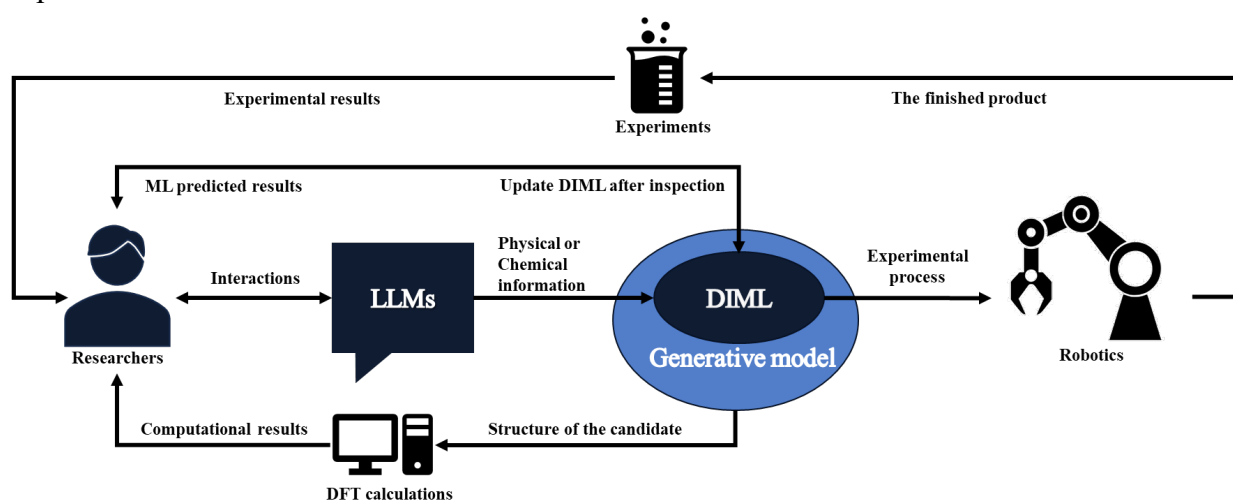 Experimental results
The finished product
Experiments
ML predicted results
Update DIML after inspection
Physical or
Chemical
information
Experimental
process
Interactions
LLMs
DIML
Generative model
Researchers
Robotics
Computational results
Structure of the candidate
DFT calculations